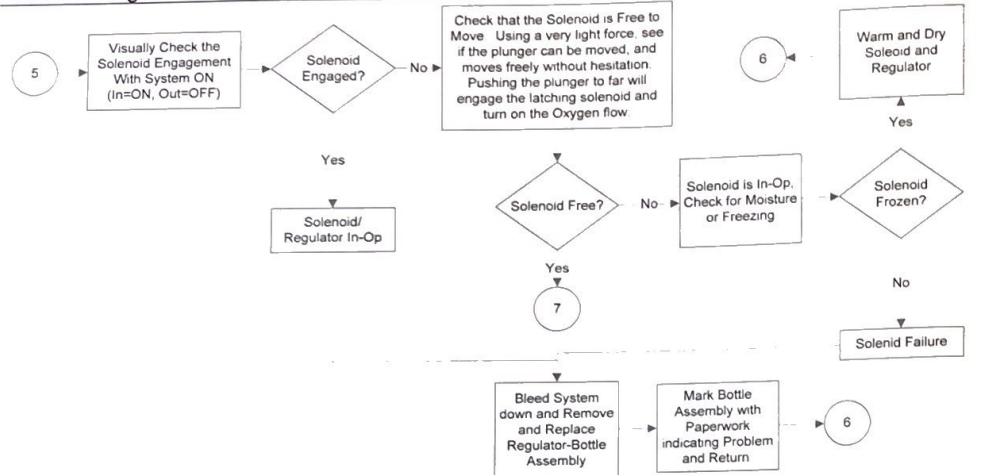 5
Visually Check the
Solenoid Engagement
With System ON
(In=ON, Out=OFF)
Solenoid
Engaged?
No
Check that the Solenoid is Free to
Move Using a very light force, see
if the plunger can be moved, and
moves freely without hesitation.
Pushing the plunger to far will
engage the latching solenoid and
turn on the Oxygen flow
6
Warm and Dry
Soleoid and
Regulator
Yes
Yes
Solenoid/
Regulator In-Op
Solenoid Free?
No
Solenoid is In-Op,
Check for Moisture
or Freezing
Solenoid
Frozen?
Yes
7
No
Solenid Failure
Bleed System
down and Remove
and Replace
Regulator-Bottle
Assembly
Mark Bottle
Assembly with
Paperwork
indicating Problem
and Return
6